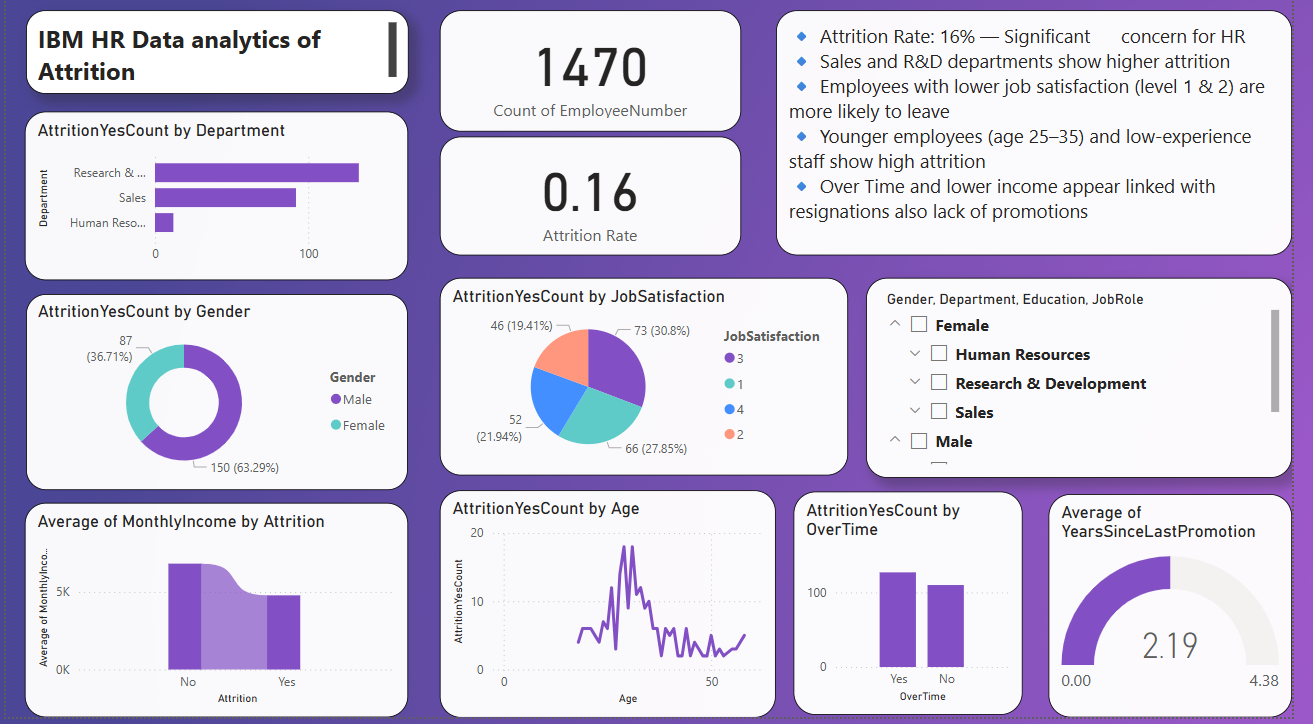 IBM HR Data analytics of
Attrition
1470
Count of EmployeeNumber
0.16
Attrition Rate
Attrition Rate: 16% — Significant concern for HR
Sales and R&D departments show higher attrition
Employees with lower job satisfaction (level 1 & 2) are
more likely to leave
Younger employees (age 25–35) and low-experience
staff show high attrition
Over Time and lower income appear linked with
resignations also lack of promotions
AttritionYesCount by Department
Department
Research & ...
Sales
Human Reso...
0
100
AttritionYesCount by Gender
87
(36.71%)
150 (63.29%)
Gender
Male
Female
AttritionYesCount by JobSatisfaction
46 (19.41%)
73 (30.8%)
52
(21.94%)
66 (27.85%)
JobSatisfaction
3
1
4
2
Gender, Department, Education, JobRole
Female
Human Resources
Research & Development
Sales
Male
Average of MonthlyIncome by Attrition
Average of MonthlyInco...
5K
0K
No
Yes
Attrition
AttritionYesCount by Age
AttritionYesCount
20
10
0
0
50
Age
AttritionYesCount by
OverTime
100
0
Yes
No
OverTime
Average of
YearsSinceLastPromotion
2.19
0.00
4.38